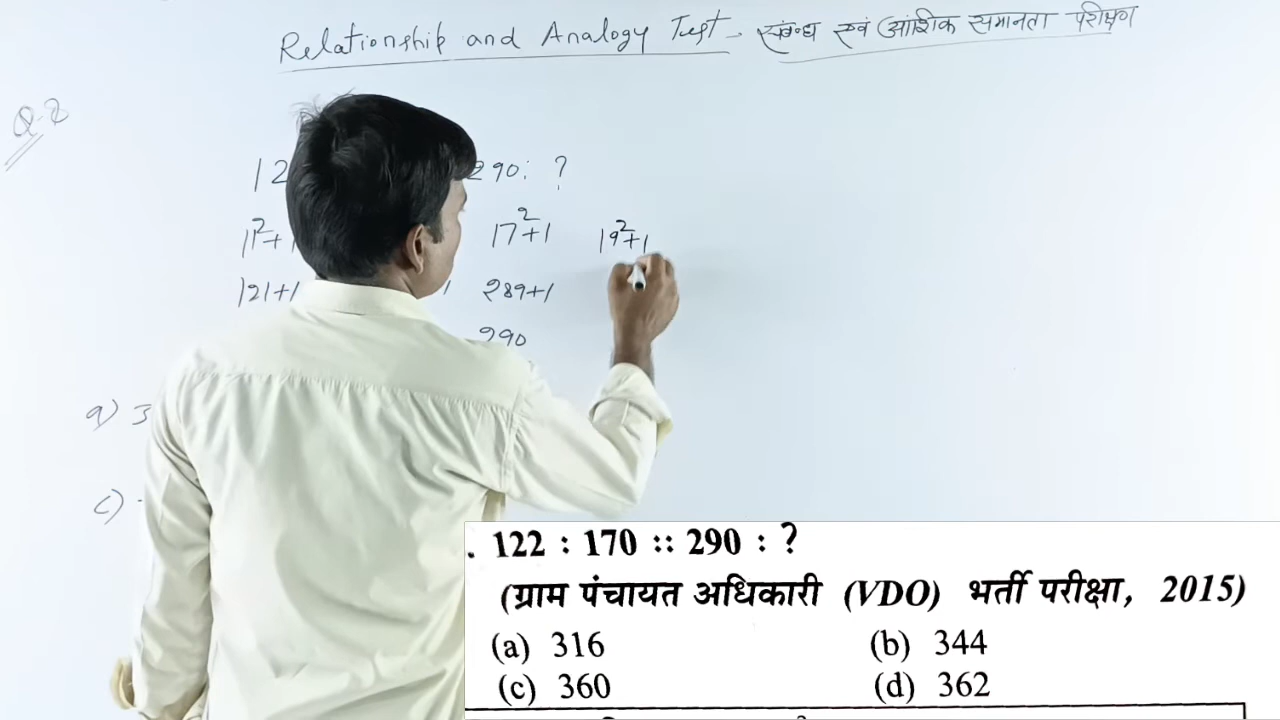 Relationship and Analogy Test - संबंध एवं आंशिक समानता परीक्षण
Q-2
12 290: ?
11²+1 17²+1 19²+1
121+1 289+1
290
a) 3
c)
. 122 : 170 :: 290 : ?
(ग्राम पंचायत अधिकारी (VDO) भर्ती परीक्षा, 2015)
(a) 316 (b) 344
(c) 360 (d) 362